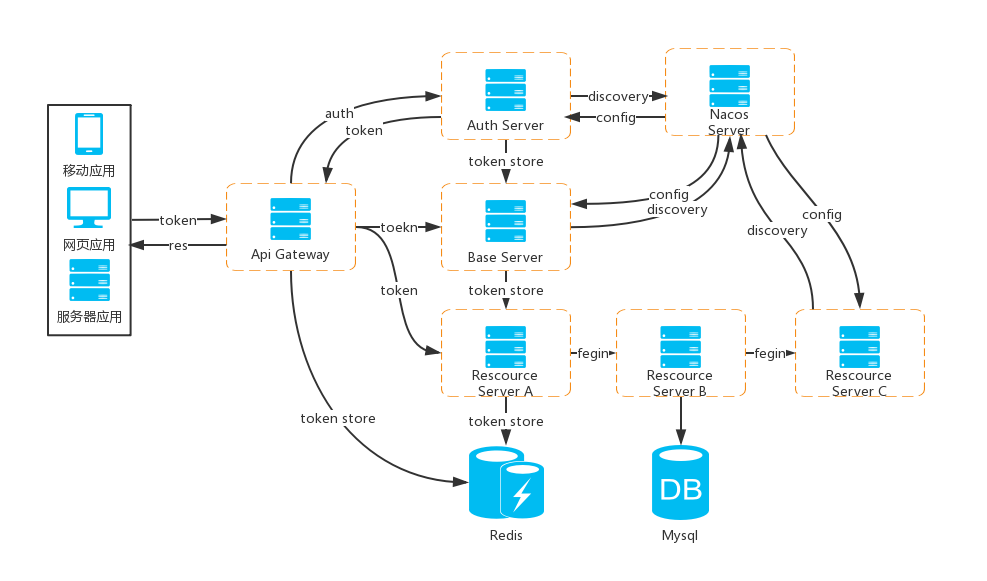 移动应用
网页应用
服务器应用
token
res
Api Gateway
auth
token
Auth Server
discovery
config
Nacos
Server
token store
toekn
Base Server
config
discovery
config
discovery
token
token store
Rescource
Server A
fegin
Rescource
Server B
fegin
Rescource
Server C
token store
token store
Redis
DB
Mysql